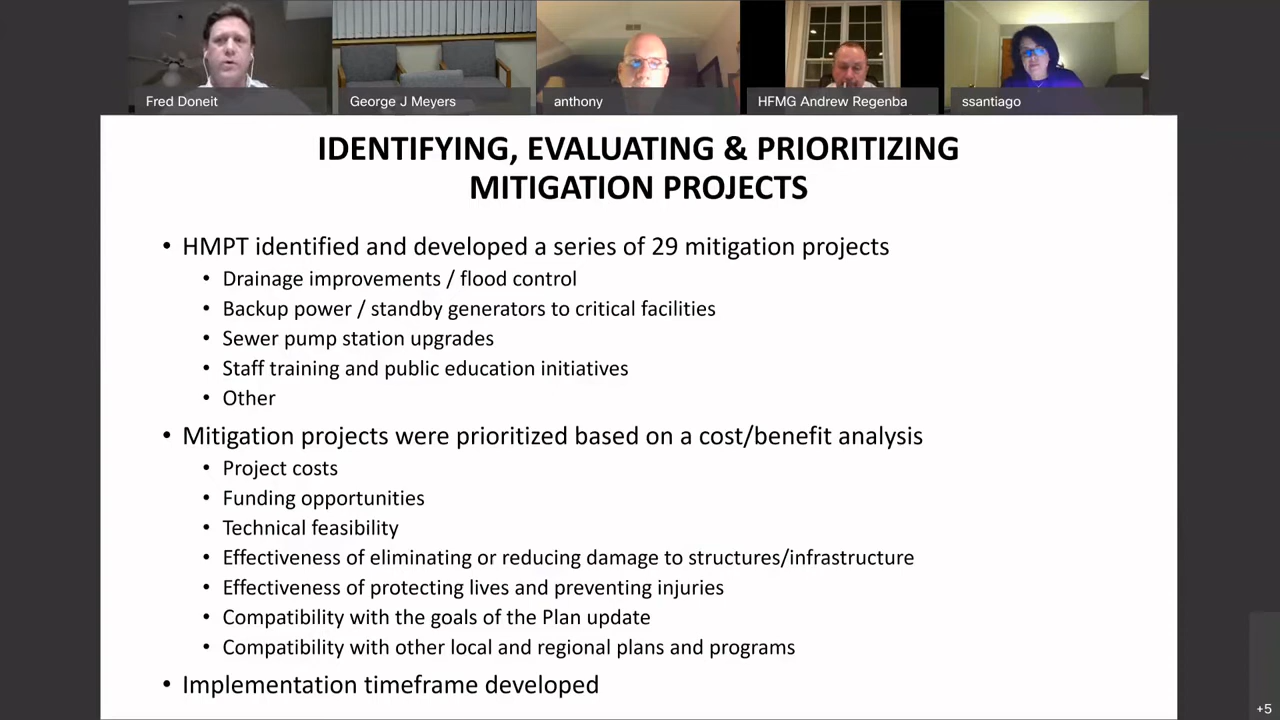 Fred Doneit
George J Meyers
anthony
HFMG Andrew Regenba
ssantiago
IDENTIFYING, EVALUATING & PRIORITIZING
MITIGATION PROJECTS
• HMPT identified and developed a series of 29 mitigation projects
• Drainage improvements / flood control
• Backup power / standby generators to critical facilities
• Sewer pump station upgrades
• Staff training and public education initiatives
• Other
• Mitigation projects were prioritized based on a cost/benefit analysis
• Project costs
• Funding opportunities
• Technical feasibility
• Effectiveness of eliminating or reducing damage to structures/infrastructure
• Effectiveness of protecting lives and preventing injuries
• Compatibility with the goals of the Plan update
• Compatibility with other local and regional plans and programs
• Implementation timeframe developed
+5